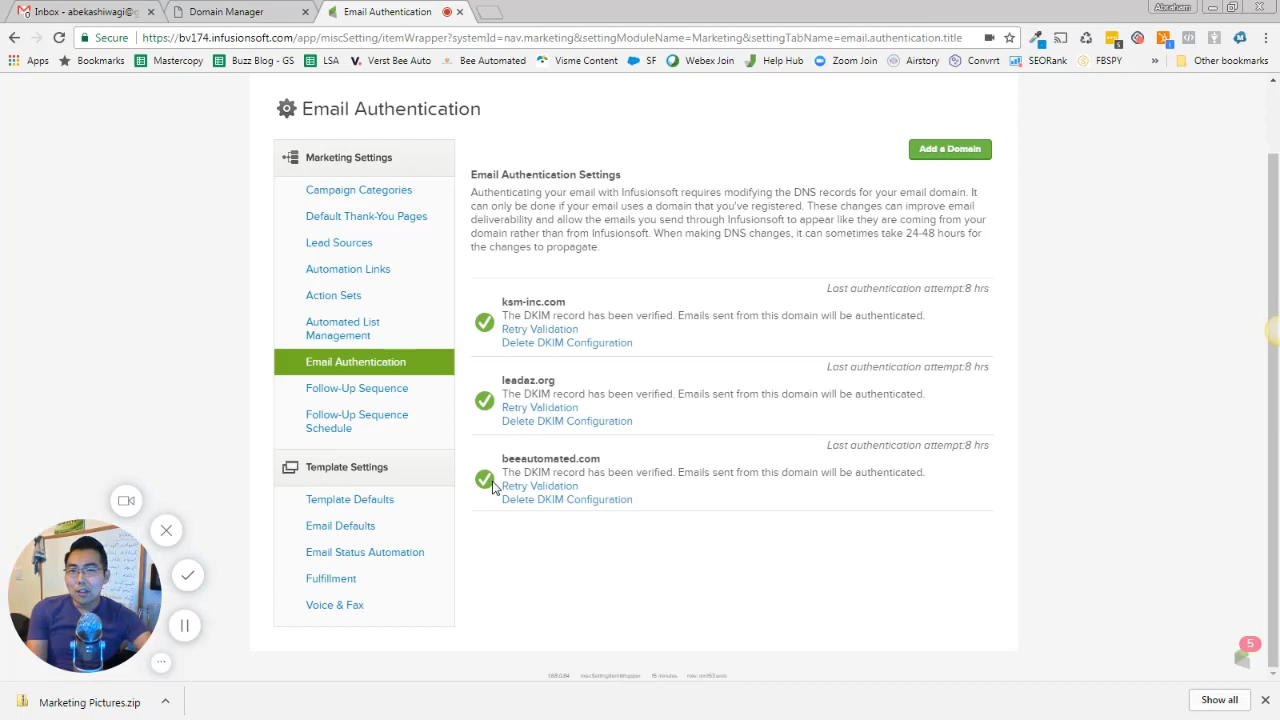 Inbox - abekashiwagi@g
Domain Manager
Email Authentication
Abraham
Secure
https://bv174.infusionsoft.com/app/miscSetting/itemWrapper?systemId=nav.marketing&settingModuleName=Marketing&settingTabName=email.authentication.title
Apps
Bookmarks
Mastercopy
Buzz Blog - GS
LSA
Verst Bee Auto
Bee Automated
Visme Content
SF
Webex Join
Help Hub
Zoom Join
Airstory
Convrt
SEORank
FBSPY
»
Other bookmarks
Email Authentication
Marketing Settings
Campaign Categories
Default Thank-You Pages
Lead Sources
Automation Links
Action Sets
Automated List
Management
Email Authentication
Follow-Up Sequence
Follow-Up Sequence
Schedule
Template Settings
Template Defaults
Email Defaults
Email Status Automation
Fulfillment
Voice & Fax
Add a Domain
Email Authentication Settings
Authenticating your email with Infusionsoft requires modifying the DNS records for your email domain. It
can only be done if your email uses a domain that you've registered. These changes can improve email
deliverability and allow the emails you send through Infusionsoft to appear like they are coming from your
domain rather than from Infusionsoft. When making DNS changes, it can sometimes take 24-48 hours for
the changes to propagate.
Last authentication attempt:8 hrs
ksm-inc.com
The DKIM record has been verified. Emails sent from this domain will be authenticated.
Retry Validation
Delete DKIM Configuration
Last authentication attempt:8 hrs
leadaz.org
The DKIM record has been verified. Emails sent from this domain will be authenticated.
Retry Validation
Delete DKIM Configuration
Last authentication attempt:8 hrs
beeautomated.com
The DKIM record has been verified. Emails sent from this domain will be authenticated.
Retry Validation
Delete DKIM Configuration
5
15 minutes
Marketing Pictures.zip
Show all